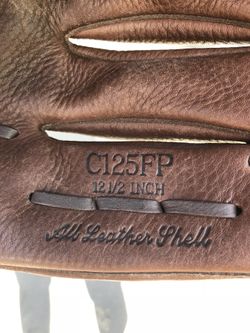 C125FP
12 1/2 INCH
All Leather Shell